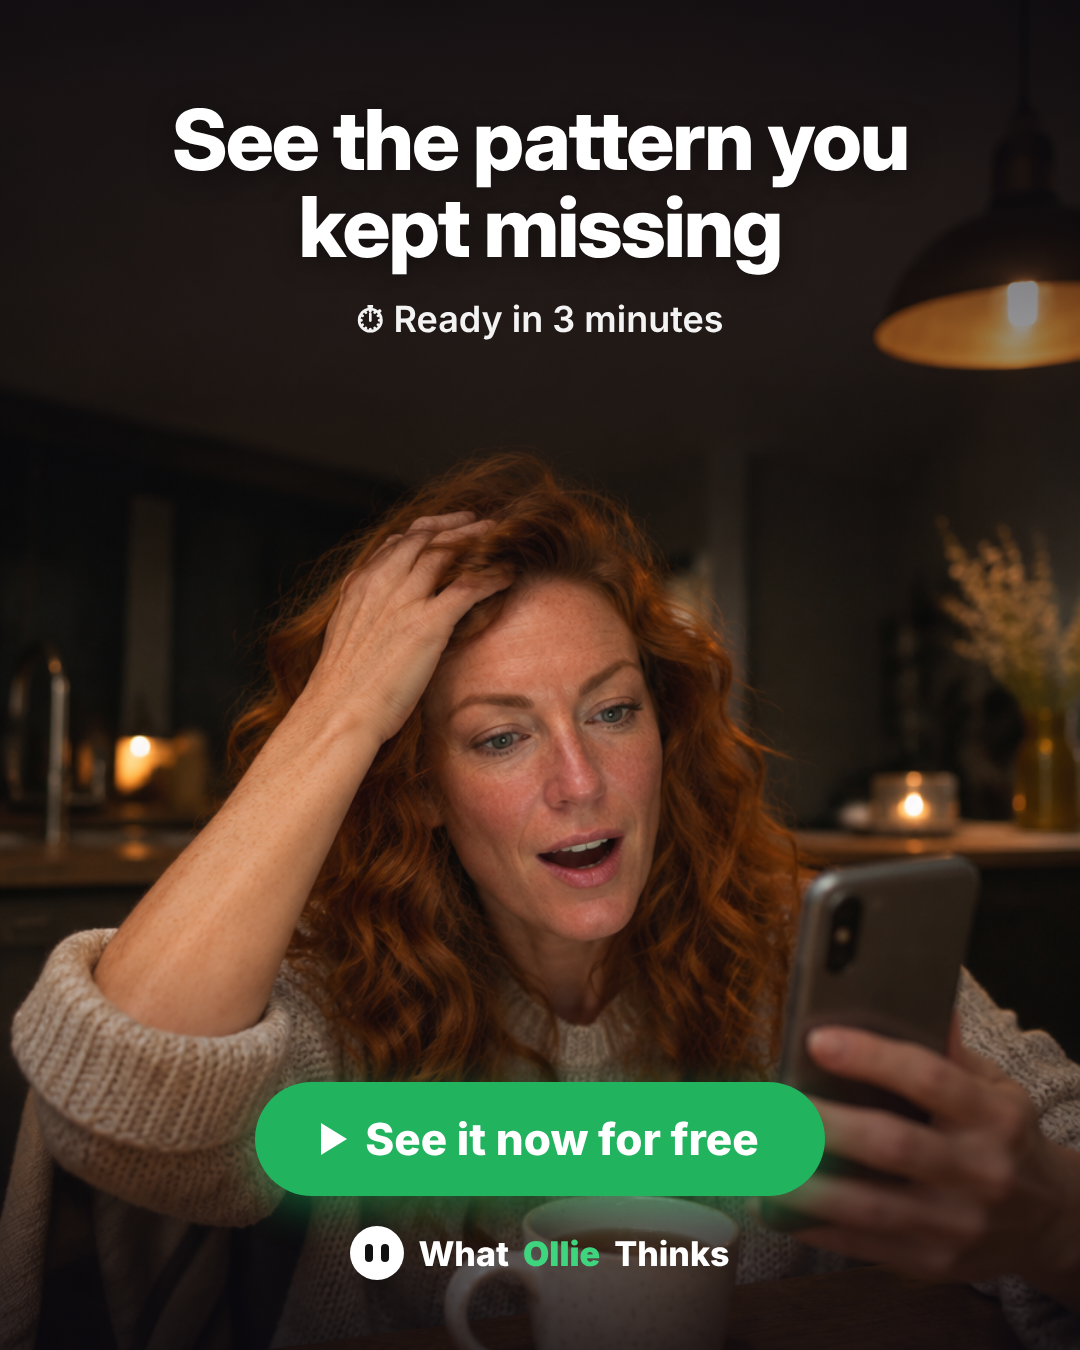 See the pattern you
kept missing
⏱ Ready in 3 minutes
▶ See it now for free
What Ollie Thinks